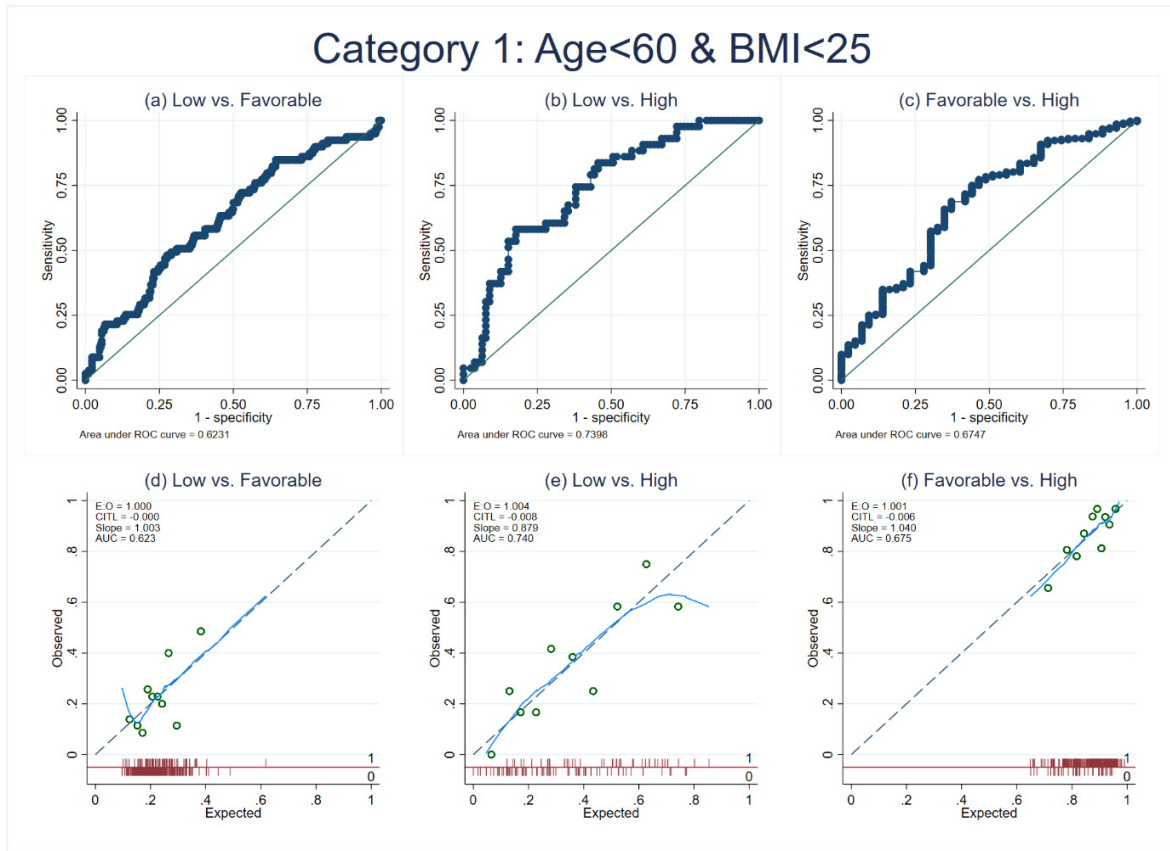 Category 1: Age<60 & BMI<25
(a) Low vs. Favorable
Sensitivity
1.00
0.75
0.50
0.25
0.00
0.00 0.25 0.50 0.75 1.00
1 - specificity
Area under ROC curve = 0.6231
(b) Low vs. High
Sensitivity
1.00
0.75
0.50
0.25
0.00
0.00 0.25 0.50 0.75 1.00
1 - specificity
Area under ROC curve = 0.7398
(c) Favorable vs. High
Sensitivity
1.00
0.75
0.50
0.25
0.00
0.00 0.25 0.50 0.75 1.00
1 - specificity
Area under ROC curve = 0.6747
(d) Low vs. Favorable
E:O = 1.000
CITL = -0.000
Slope = 1.003
AUC = 0.623
Observed
1
.8
.6
.4
.2
0
1
0
0 .2 .4 .6 .8 1
Expected
(e) Low vs. High
E:O = 1.004
CITL = -0.008
Slope = 0.879
AUC = 0.740
Observed
1
.8
.6
.4
.2
0
1
0
0 .2 .4 .6 .8 1
Expected
(f) Favorable vs. High
E:O = 1.001
CITL = -0.006
Slope = 1.040
AUC = 0.675
Observed
1
.8
.6
.4
.2
0
1
0
0 .2 .4 .6 .8 1
Expected